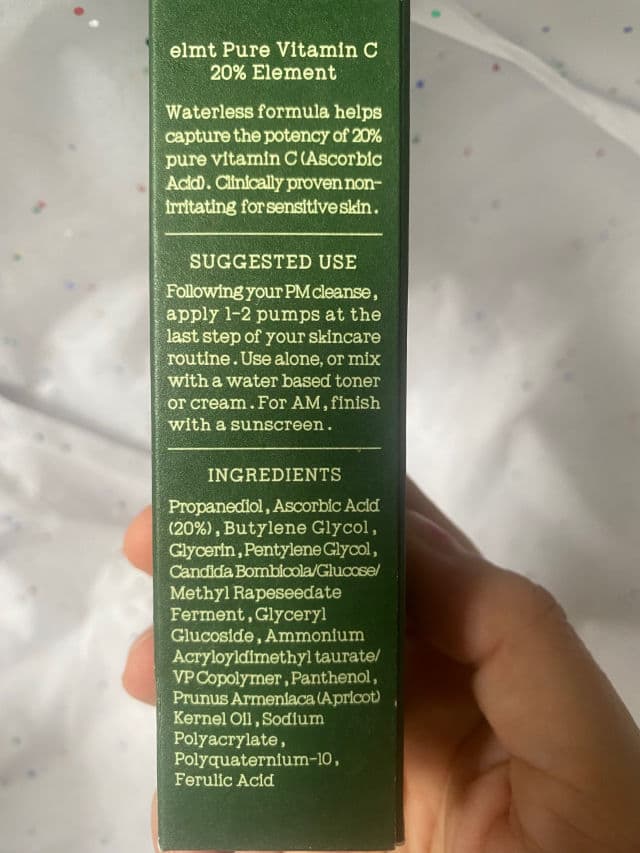 elmt Pure Vitamin C
20% Element
Waterless formula helps
capture the potency of 20%
pure vitamin C (Ascorbic
Acid). Clinically proven non-
irritating for sensitive skin.
SUGGESTED USE
Following your PM cleanse,
apply 1-2 pumps at the
last step of your skincare
routine. Use alone, or mix
with a water based toner
or cream. For AM, finish
with a sunscreen.
INGREDIENTS
Propanediol, Ascorbic Acid
(20%), Butylene Glycol,
Glycerin, Pentylene Glycol,
Candida Bombicola/Glucose/
Methyl Rapeseedate
Ferment, Glyceryl
Glucoside, Ammonium
Acryloyldimethyl taurate/
VP Copolymer, Panthenol,
Prunus Armeniaca (Apricot)
Kernel Oil, Sodium
Polyacrylate,
Polyquaternium-10,
Ferulic Acid